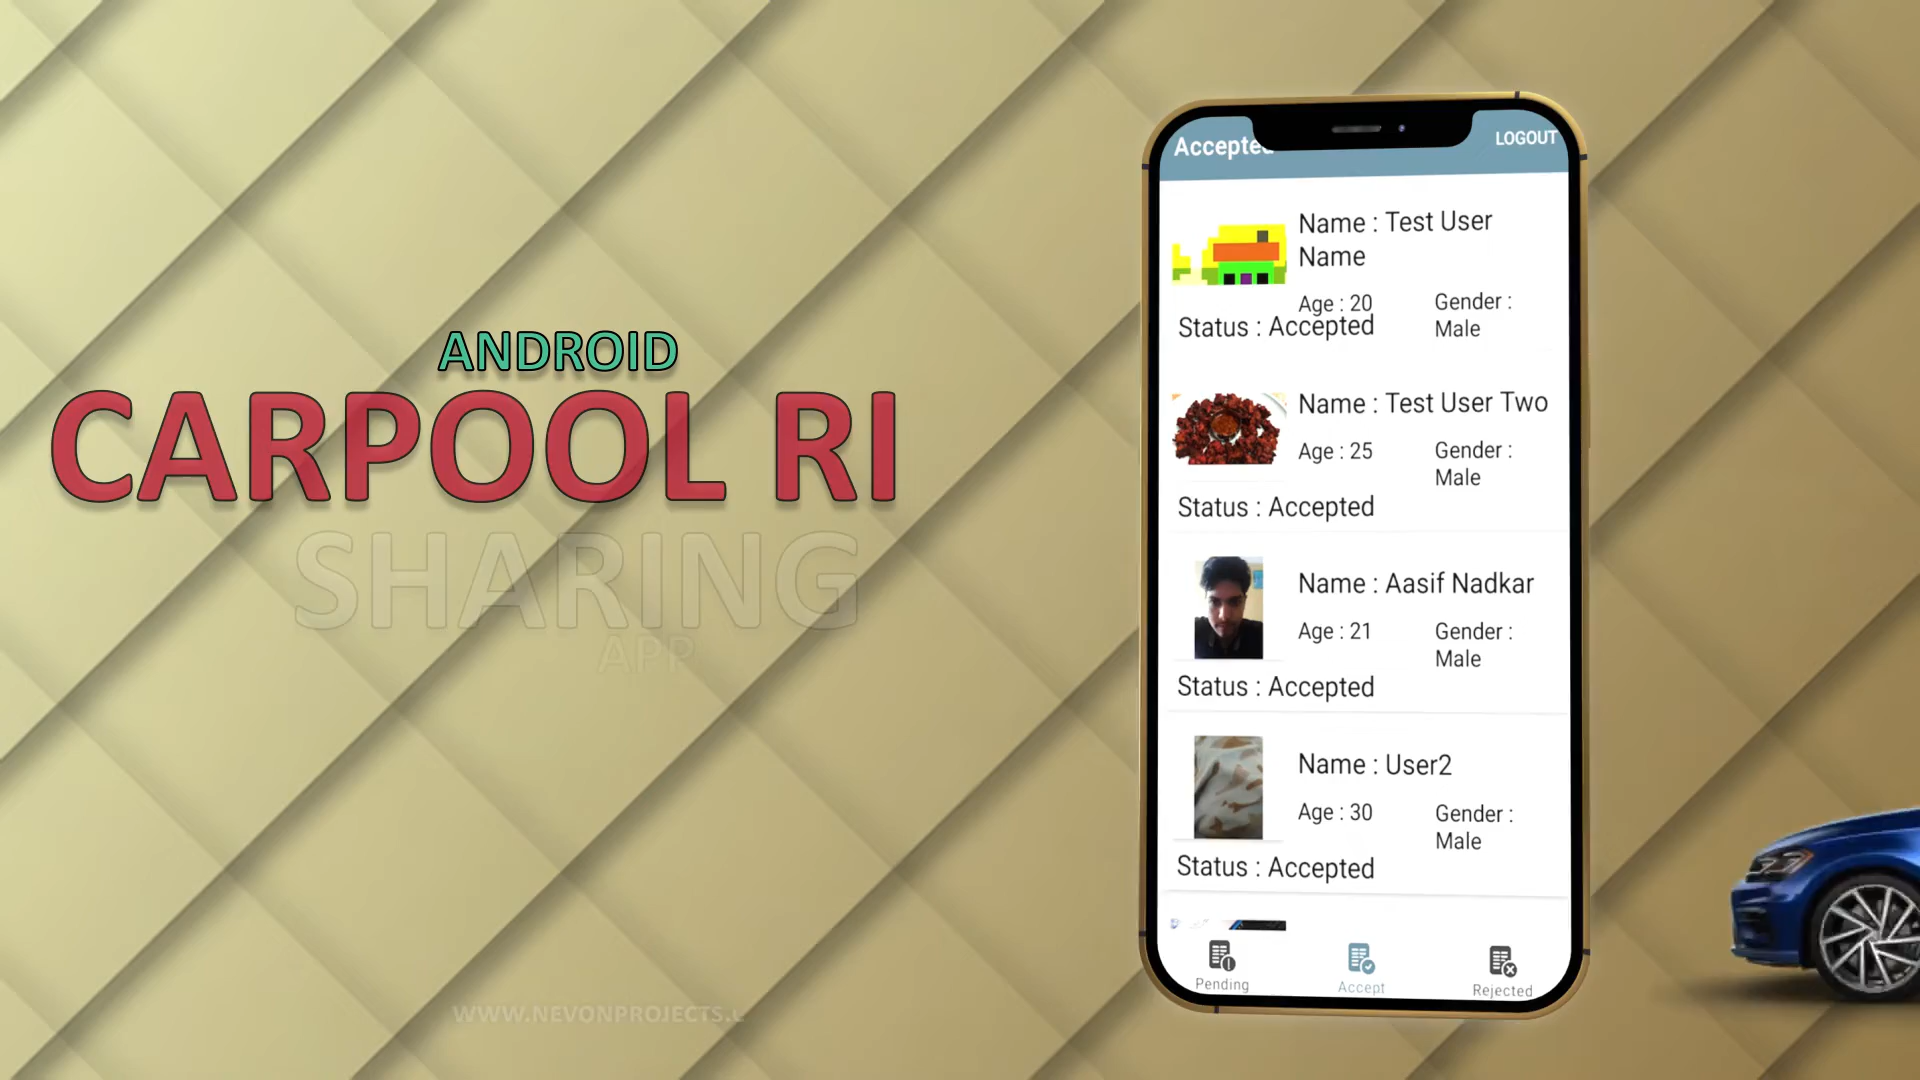 ANDROID
CARPOOL RI
SHARING
APP
WWW.NEVONPROJECTS.
Accepted
LOGOUT
Name : Test User
Name
Age : 20
Gender :
Male
Status : Accepted
Name : Test User Two
Age : 25
Gender :
Male
Status : Accepted
Name : Aasif Nadkar
Age : 21
Gender :
Male
Status : Accepted
Name : User2
Age : 30
Gender :
Male
Status : Accepted
Pending
Accept
Rejected